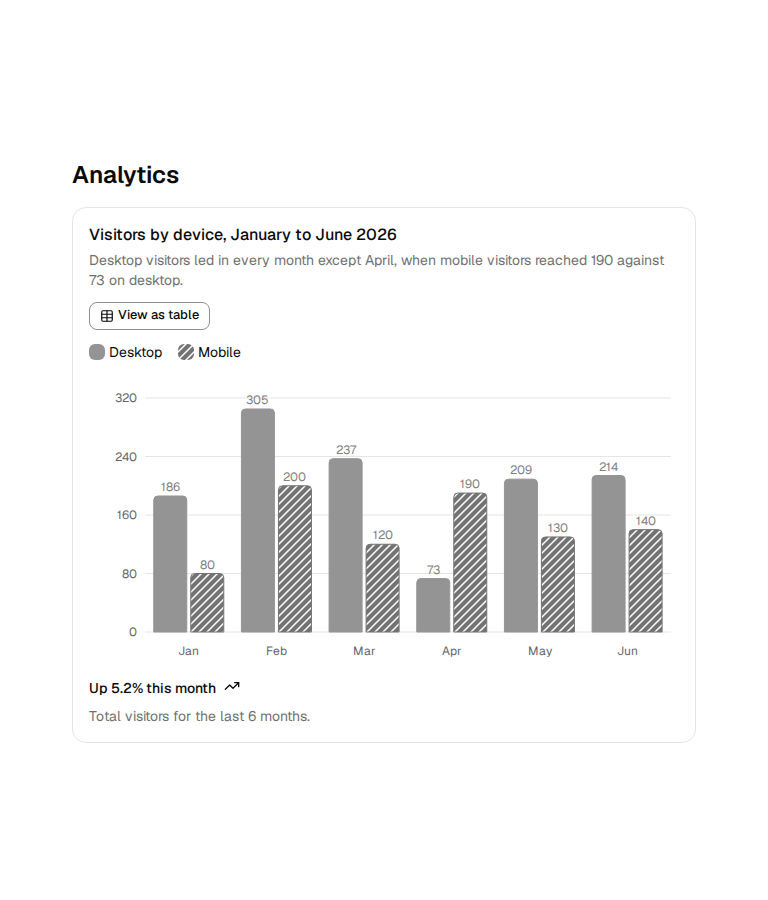 Analytics
Visitors by device, January to June 2026
Desktop visitors led in every month except April, when mobile visitors reached 190 against
73 on desktop.
View as table
Desktop Mobile
320
240
160
80
0
186
80
305
200
237
120
73
190
209
130
214
140
Jan Feb Mar Apr May Jun
Up 5.2% this month
Total visitors for the last 6 months.